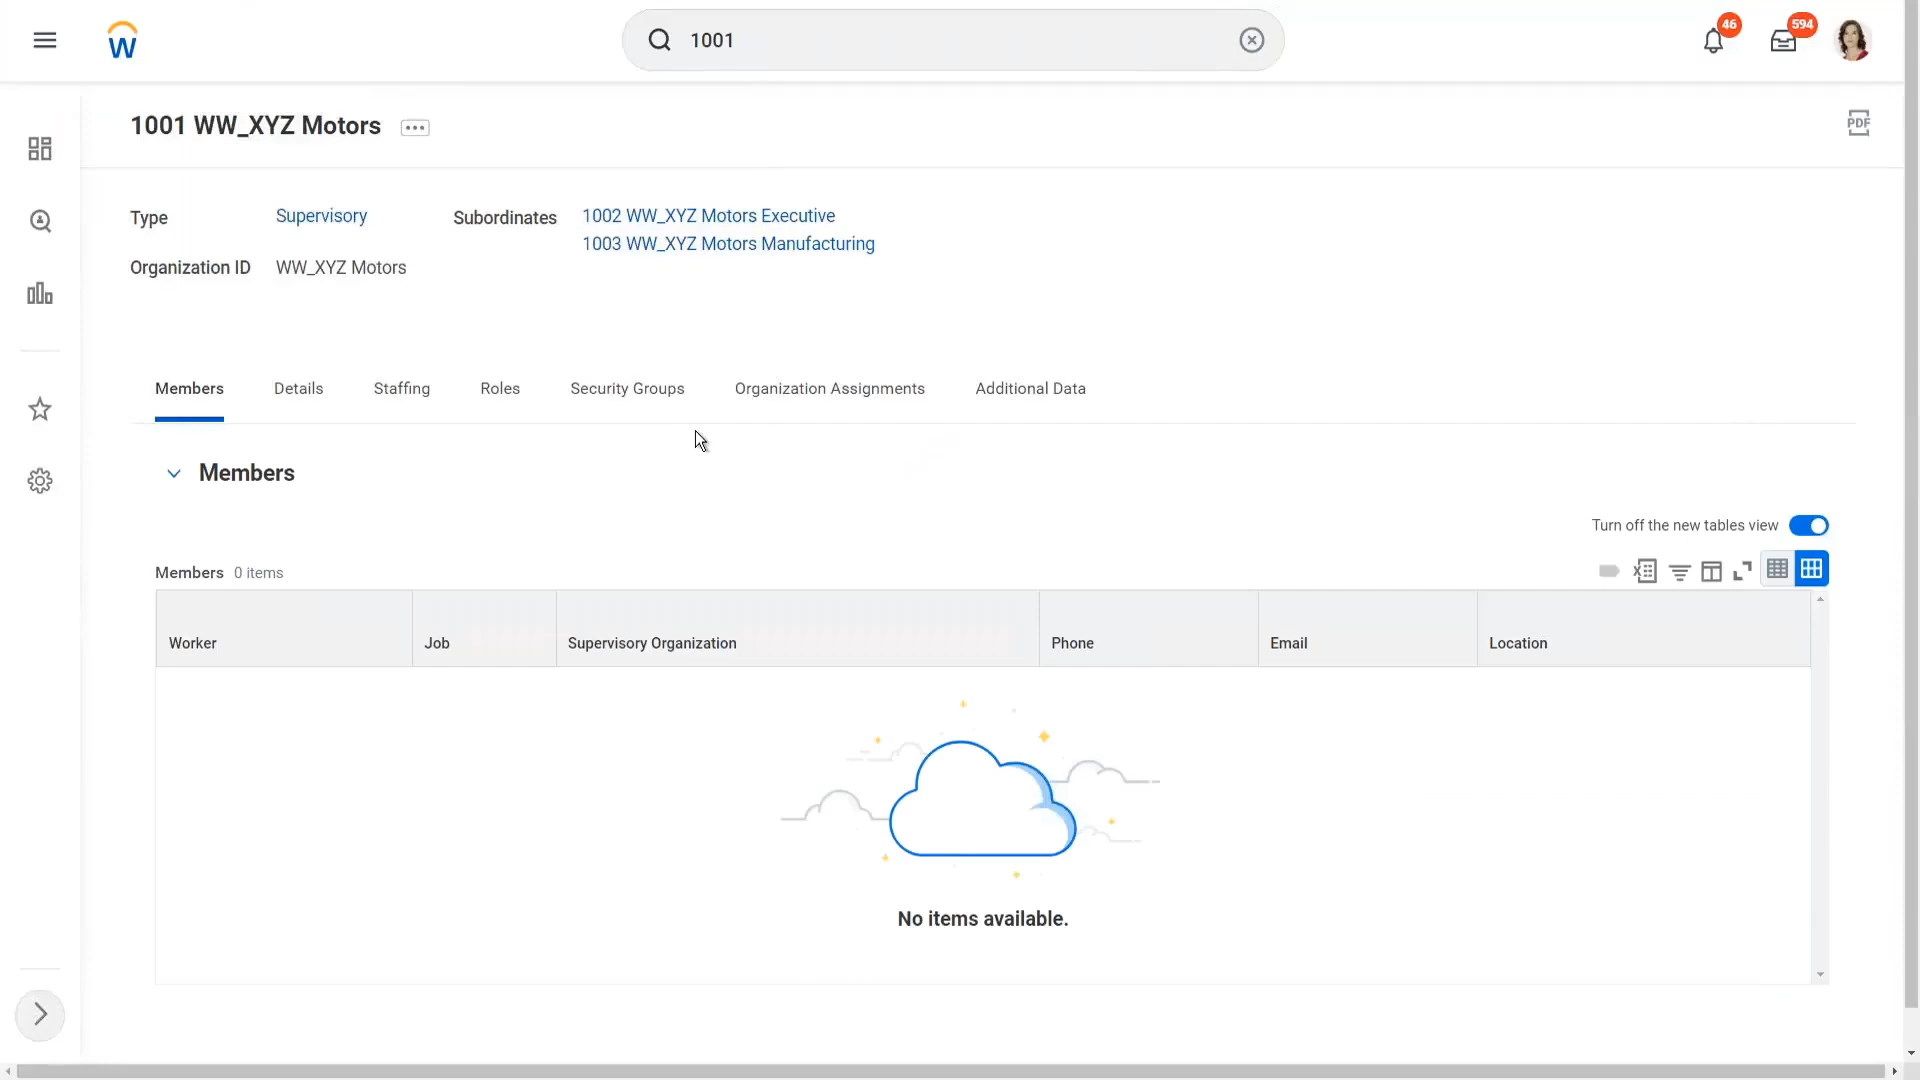 W
1001
46
594
1001 WW_XYZ Motors
PDF
Type
Supervisory
Subordinates
1002 WW_XYZ Motors Executive
1003 WW_XYZ Motors Manufacturing
Organization ID
WW_XYZ Motors
Members
Details
Staffing
Roles
Security Groups
Organization Assignments
Additional Data
Members
Turn off the new tables view
Members 0 items
Worker
Job
Supervisory Organization
Phone
Email
Location
No items available.